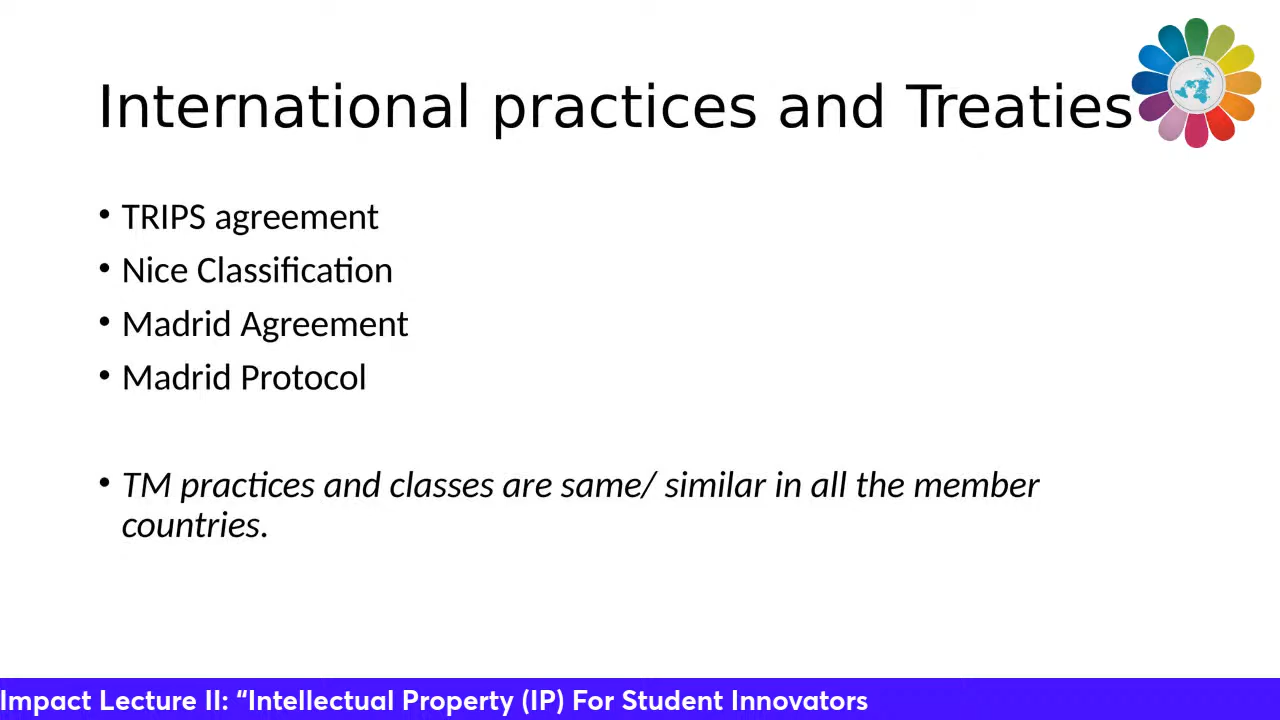 International practices and Treaties
• TRIPS agreement
• Nice Classification
• Madrid Agreement
• Madrid Protocol
• TM practices and classes are same/ similar in all the member
countries.
Impact Lecture II: “Intellectual Property (IP) For Student Innovators